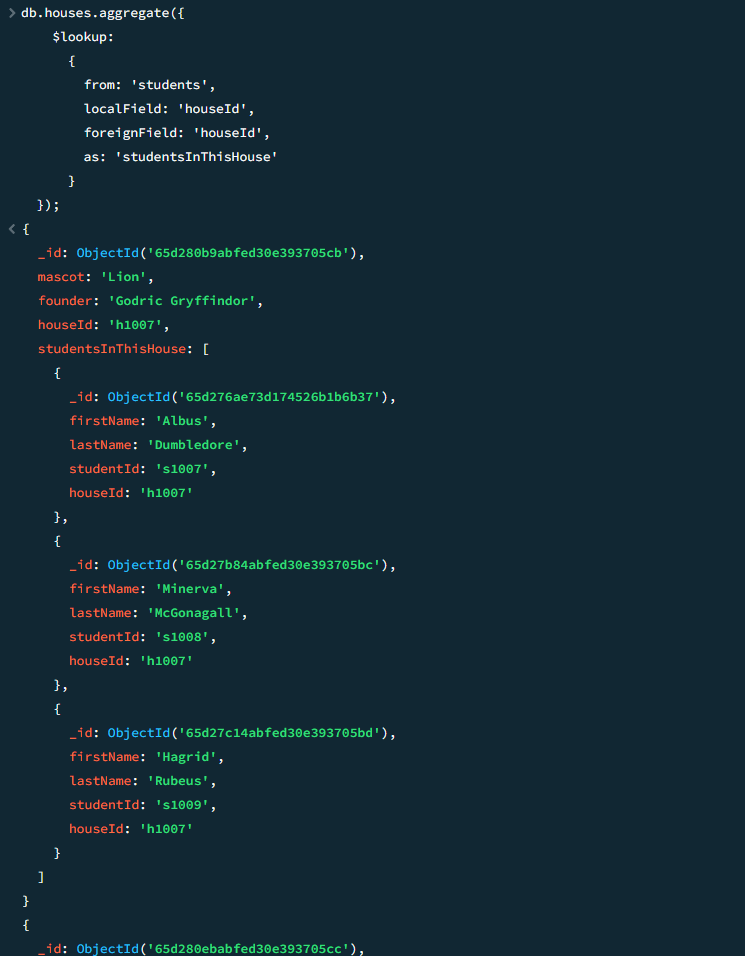 db.houses.aggregate({
$lookup:
{
from: 'students',
localField: 'houseId',
foreignField: 'houseId',
as: 'studentsInThisHouse'
}
});
{
_id: ObjectId('65d280b9abfed30e393705cb'),
mascot: 'Lion',
founder: 'Godric Gryffindor',
houseId: 'h1007',
studentsInThisHouse: [
{
_id: ObjectId('65d276ae73d174526b1b6b37'),
firstName: 'Albus',
lastName: 'Dumbledore',
studentId: 's1007',
houseId: 'h1007'
},
{
_id: ObjectId('65d27b84abfed30e393705bc'),
firstName: 'Minerva',
lastName: 'McGonagall',
studentId: 's1008',
houseId: 'h1007'
},
{
_id: ObjectId('65d27c14abfed30e393705bd'),
firstName: 'Hagrid',
lastName: 'Rubeus',
studentId: 's1009',
houseId: 'h1007'
}
]
}
{
_id: ObjectId('65d280ebabfed30e393705cc'),